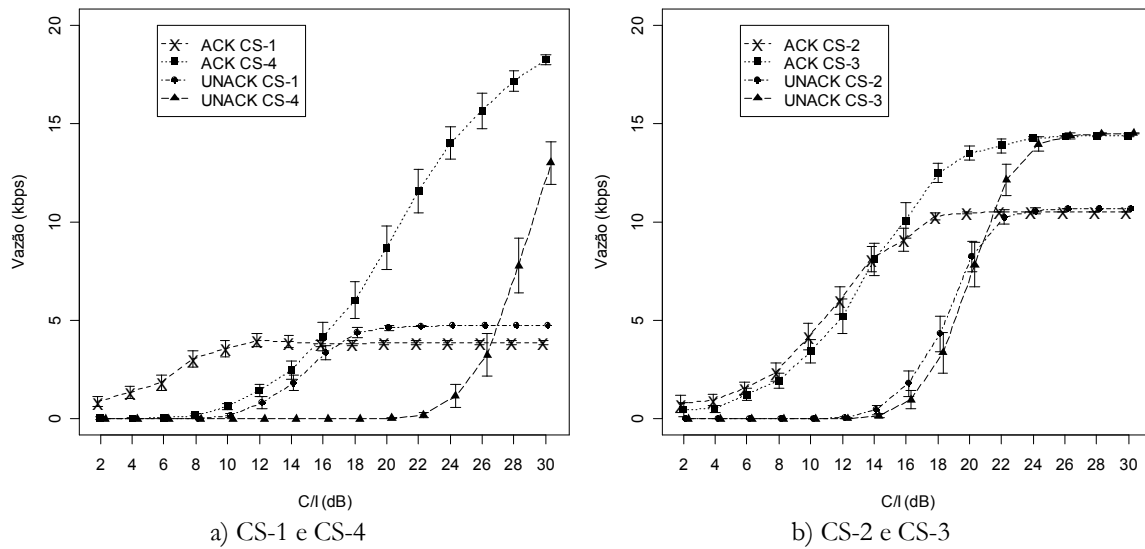 20
15
10
5
0
Vazão (kbps)
ACK CS-1
ACK CS-4
UNACK CS-1
UNACK CS-4
2 4 6 8 10 12 14 16 18 20 22 24 26 28 30
C/I (dB)
a) CS-1 e CS-4
20
15
10
5
0
Vazão (kbps)
ACK CS-2
ACK CS-3
UNACK CS-2
UNACK CS-3
2 4 6 8 10 12 14 16 18 20 22 24 26 28 30
C/I (dB)
b) CS-2 e CS-3